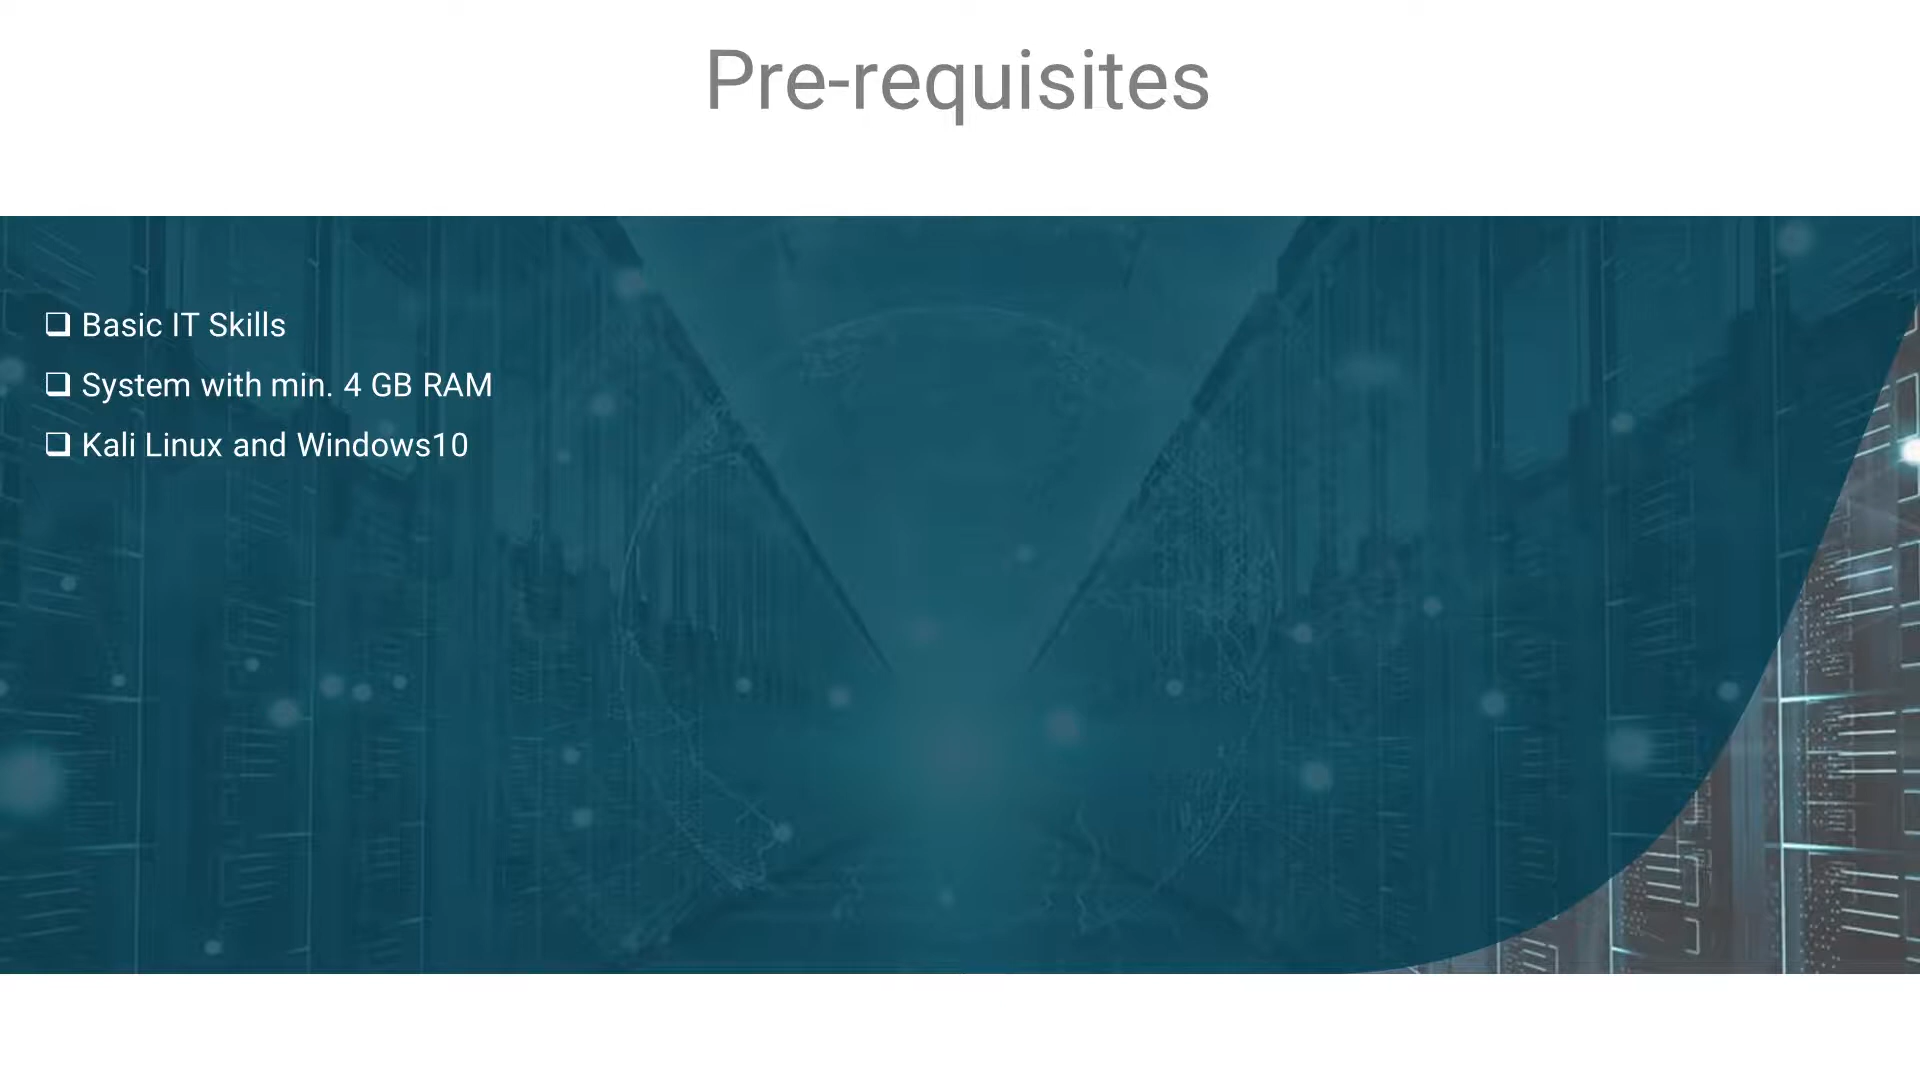 Pre-requisites
❑ Basic IT Skills
❑ System with min. 4 GB RAM
❑ Kali Linux and Windows10